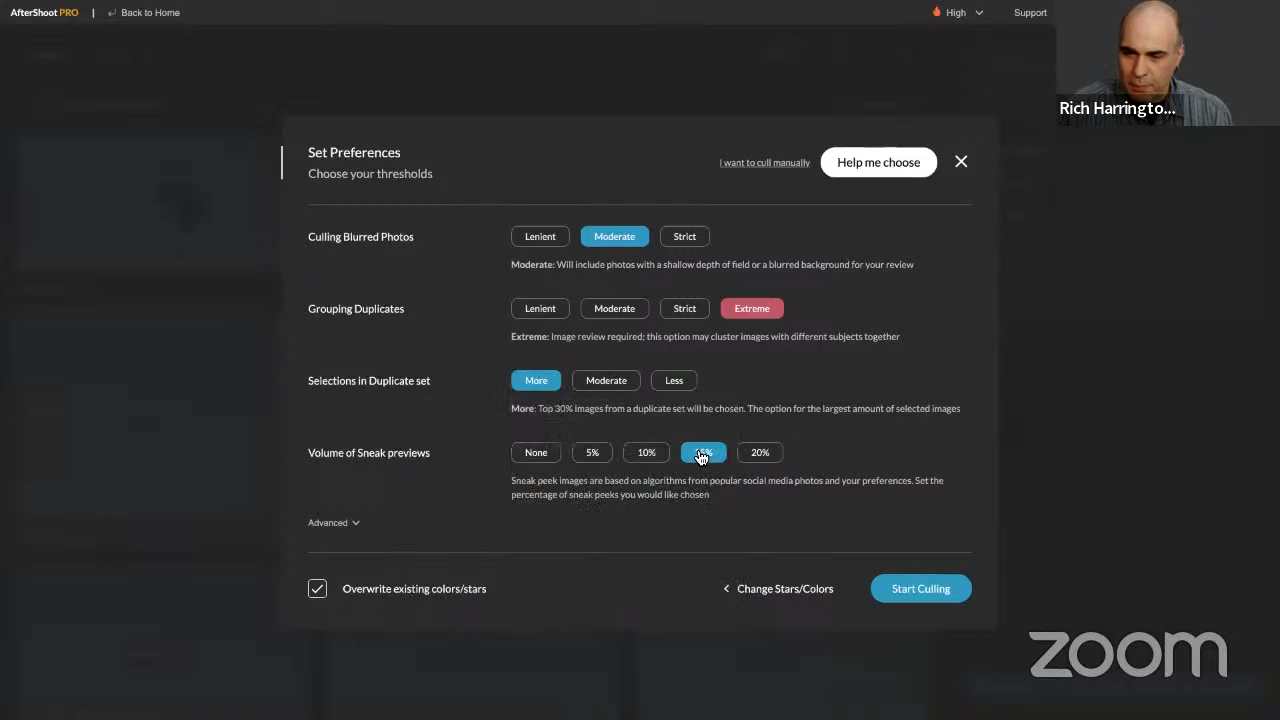 AfterShoot PRO | Back to Home High Support
Rich Harringto...
Set Preferences
Choose your thresholds
I want to cull manually Help me choose
Culling Blurred Photos Lenient Moderate Strict
Moderate: Will include photos with a shallow depth of field or a blurred background for your review
Grouping Duplicates Lenient Moderate Strict Extreme
Extreme: Image review required; this option may cluster images with different subjects together
Selections in Duplicate set More Moderate Less
More: Top 30% images from a duplicate set will be chosen. The option for the largest amount of selected images
Volume of Sneak previews None 5% 10% 20%
Sneak peek images are based on algorithms from popular social media photos and your preferences. Set the
percentage of sneak peeks you would like chosen
Advanced
Overwrite existing colors/stars Change Stars/Colors Start Culling
zoom